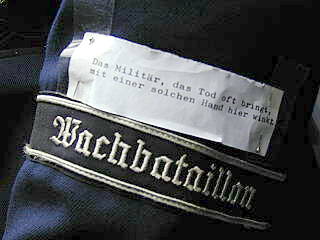 Das Militär, das Tod oft bringt,
mit einer solchen Hand hier winkt
Wachbataillon